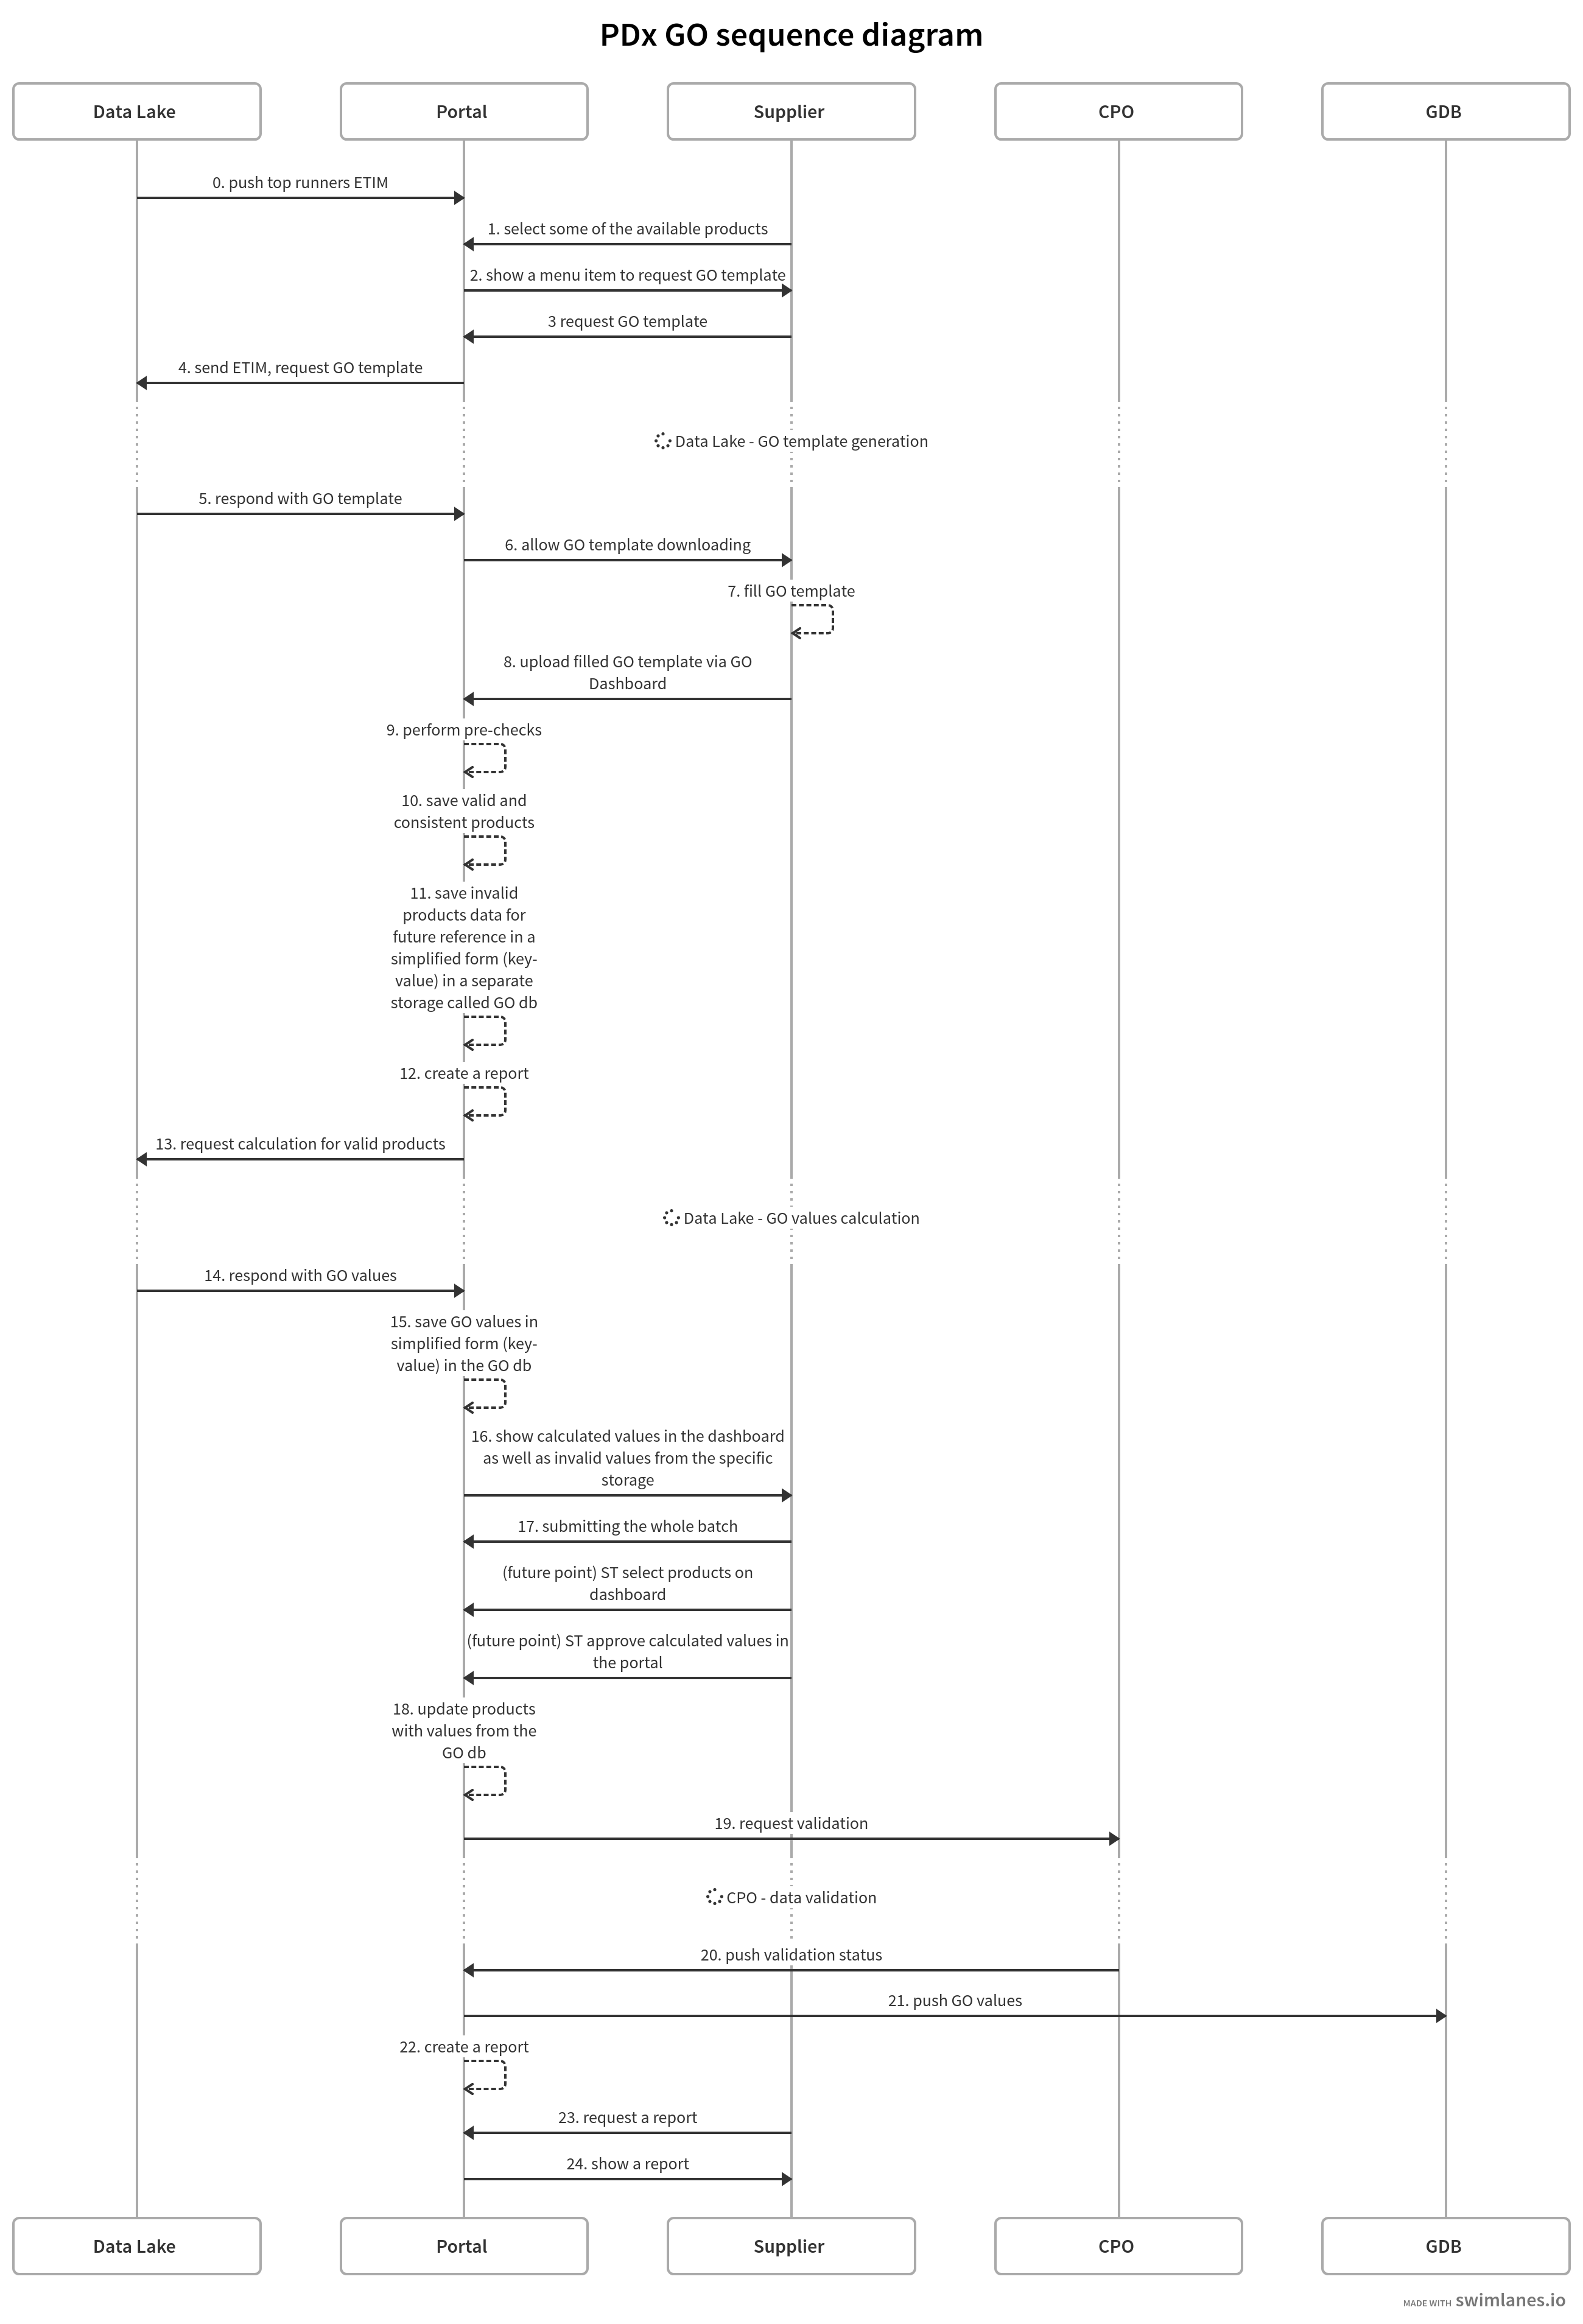 PDx GO sequence diagram
Data Lake
Portal
Supplier
CPO
GDB
0. push top runners ETIM
1. select some of the available products
2. show a menu item to request GO template
3 request GO template
4. send ETIM, request GO template
Data Lake - GO template generation
5. respond with GO template
6. allow GO template downloading
7. fill GO template
8. upload filled GO template via GO
Dashboard
9. perform pre-checks
10. save valid and
consistent products
11. save invalid
products data for
future reference in a
simplified form (key-
value) in a separate
storage called GO db
12. create a report
13. request calculation for valid products
Data Lake - GO values calculation
14. respond with GO values
15. save GO values in
simplified form (key-
value) in the GO db
16. show calculated values in the dashboard
as well as invalid values from the specific
storage
17. submitting the whole batch
(future point) ST select products on
dashboard
(future point) ST approve calculated values in
the portal
18. update products
with values from the
GO db
19. request validation
CPO - data validation
20. push validation status
21. push GO values
22. create a report
23. request a report
24. show a report
Data Lake
Portal
Supplier
CPO
GDB
MADE WITH swimlanes.io